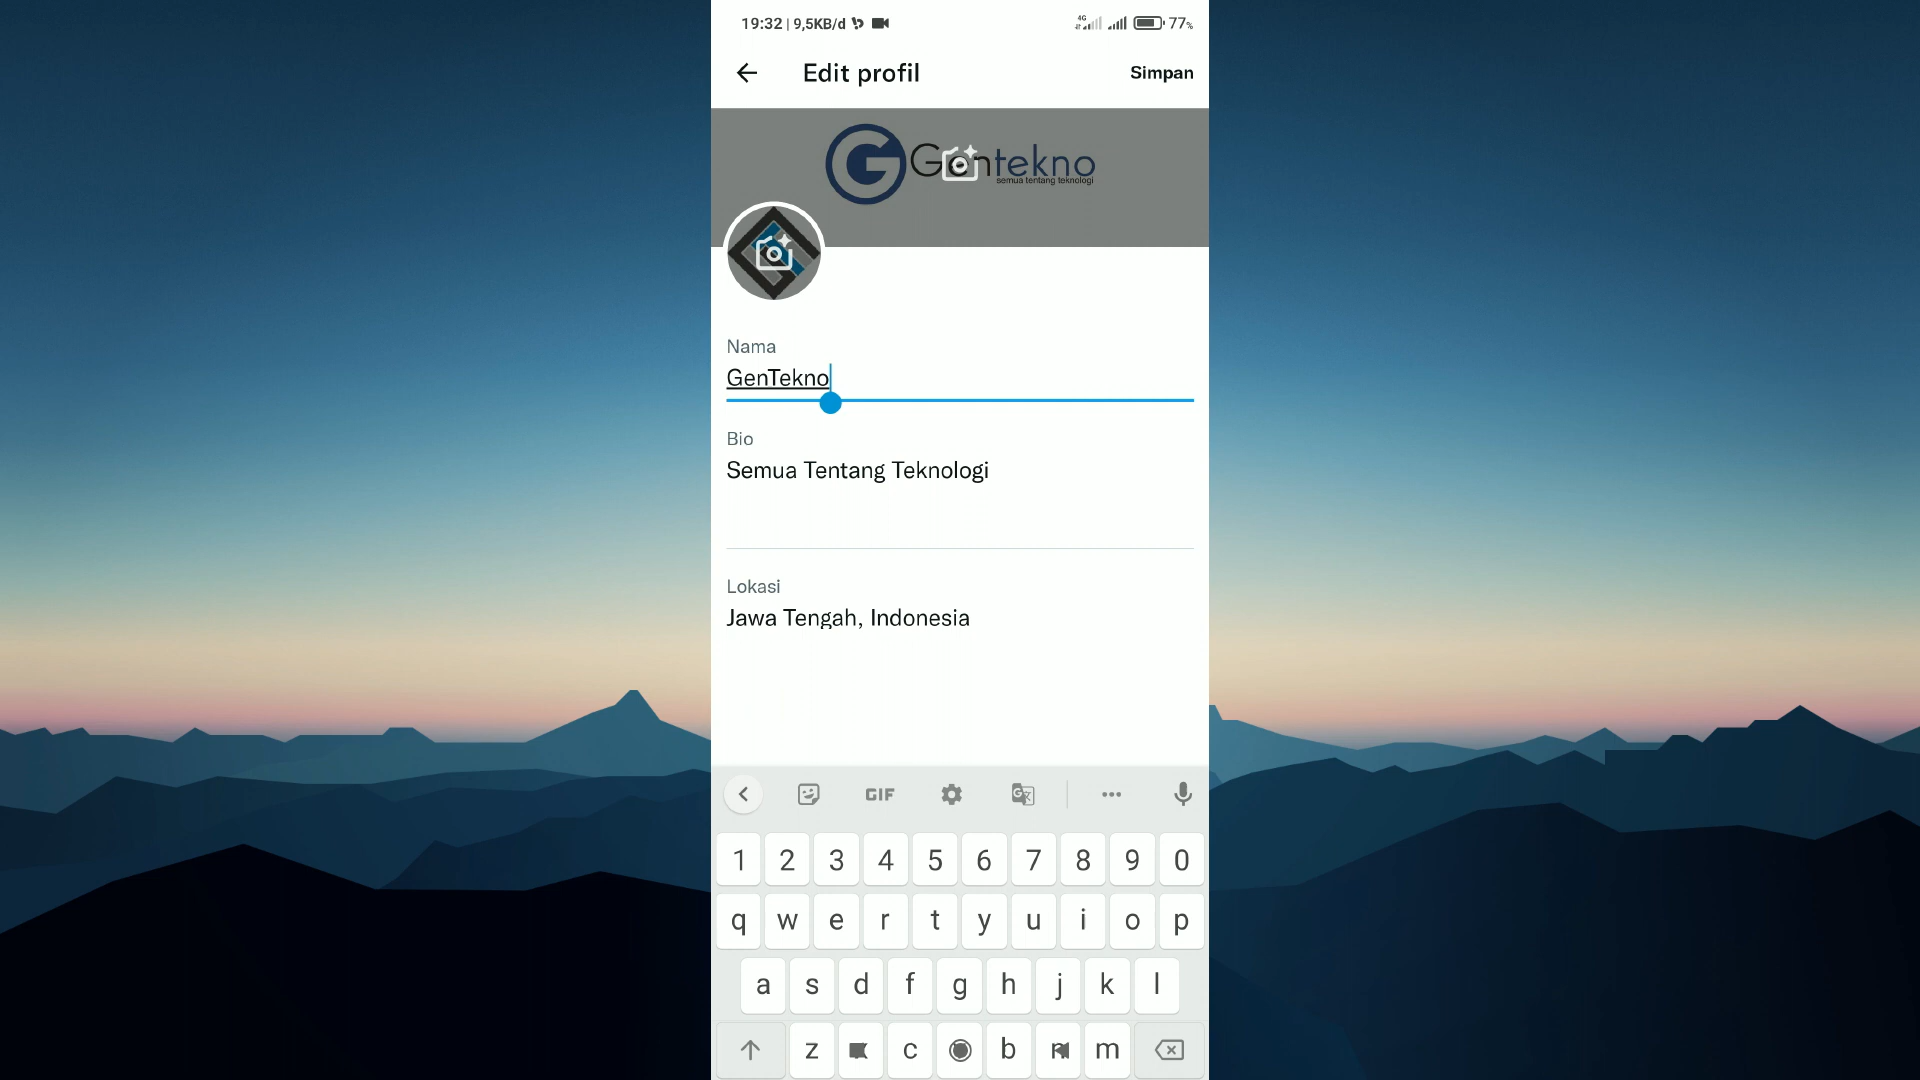 19:32 | 9,5KB/d 4G 77%
Edit profil
Simpan
Gentekno
semua tentang teknologi
Nama
GenTekno
Bio
Semua Tentang Teknologi
Lokasi
Jawa Tengah, Indonesia
GIF
1 2 3 4 5 6 7 8 9 0
q w e r t y u i o p
a s d f g h j k l
z c b n m